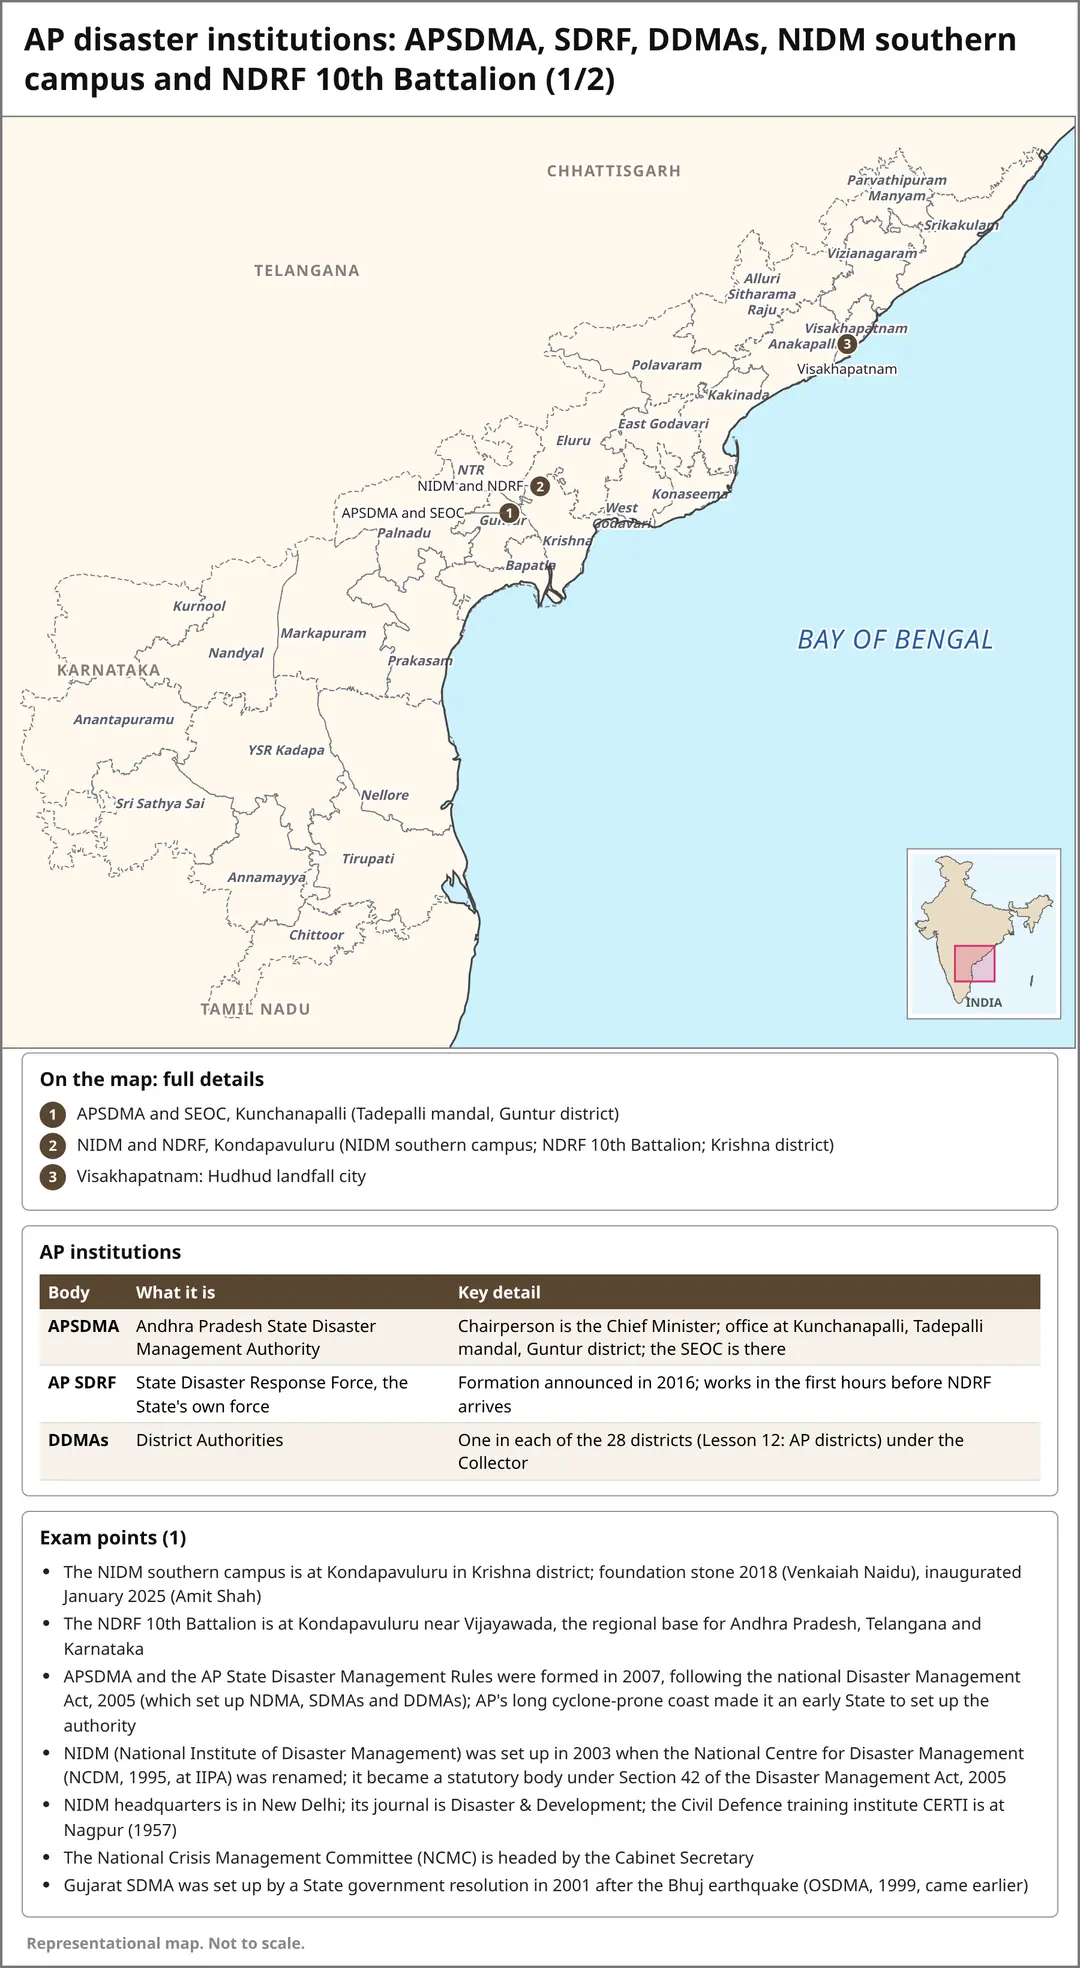 AP disaster institutions: APSDMA, SDRF, DDMAs, NIDM southern
campus and NDRF 10th Battalion (1/2)
CHHATTISGARH
Parvathipuram
Manyam
Srikakulam
Vizianagaram
TELANGANA
Alluri
Sitharama
Raju
Visakhapatnam
Anakapalli
3
Visakhapatnam
Polavaram
Kakinada
East Godavari
Eluru
NTR
NIDM and NDRF
2
Konaseema
APSDMA and SEOC
1
Guntur
West
Godavari
Palnadu
Krishna
Bapatla
Kurnool
Markapuram
Nandyal
Prakasam
KARNATAKA
BAY OF BENGAL
Anantapuramu
YSR Kadapa
Nellore
Sri Sathya Sai
Tirupati
Annamayya
Chittoor
TAMIL NADU
INDIA
On the map: full details
1 APSDMA and SEOC, Kunchanapalli (Tadepalli mandal, Guntur district)
2 NIDM and NDRF, Kondapavuluru (NIDM southern campus; NDRF 10th Battalion; Krishna district)
3 Visakhapatnam: Hudhud landfall city
AP institutions
Body What it is Key detail
APSDMA Andhra Pradesh State Disaster Management Authority Chairperson is the Chief Minister; office at Kunchanapalli, Tadepalli mandal, Guntur district; the SEOC is there
AP SDRF State Disaster Response Force, the State's own force Formation announced in 2016; works in the first hours before NDRF arrives
DDMAs District Authorities One in each of the 28 districts (Lesson 12: AP districts) under the Collector
Exam points (1)
• The NIDM southern campus is at Kondapavuluru in Krishna district; foundation stone 2018 (Venkaiah Naidu), inaugurated
January 2025 (Amit Shah)
• The NDRF 10th Battalion is at Kondapavuluru near Vijayawada, the regional base for Andhra Pradesh, Telangana and
Karnataka
• APSDMA and the AP State Disaster Management Rules were formed in 2007, following the national Disaster Management
Act, 2005 (which set up NDMA, SDMAs and DDMAs); AP's long cyclone-prone coast made it an early State to set up the
authority
• NIDM (National Institute of Disaster Management) was set up in 2003 when the National Centre for Disaster Management
(NCDM, 1995, at IIPA) was renamed; it became a statutory body under Section 42 of the Disaster Management Act, 2005
• NIDM headquarters is in New Delhi; its journal is Disaster & Development; the Civil Defence training institute CERTI is at
Nagpur (1957)
• The National Crisis Management Committee (NCMC) is headed by the Cabinet Secretary
• Gujarat SDMA was set up by a State government resolution in 2001 after the Bhuj earthquake (OSDMA, 1999, came earlier)
Representational map. Not to scale.